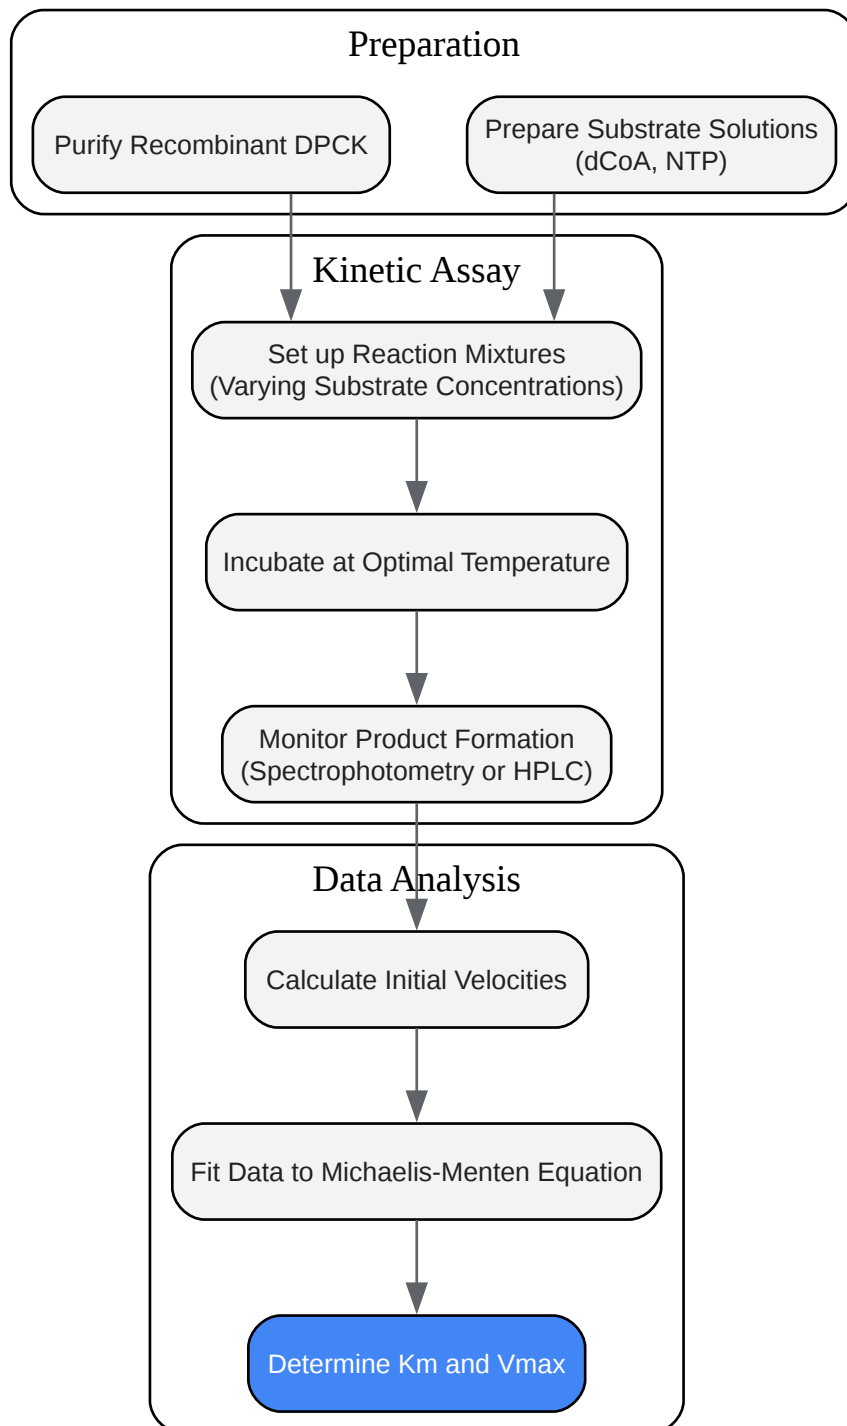 Preparation
Purify Recombinant DPCK
Prepare Substrate Solutions
(dCoA, NTP)
Kinetic Assay
Set up Reaction Mixtures
(Varying Substrate Concentrations)
Incubate at Optimal Temperature
Monitor Product Formation
(Spectrophotometry or HPLC)
Data Analysis
Calculate Initial Velocities
Fit Data to Michaelis-Menten Equation
Determine Km and Vmax